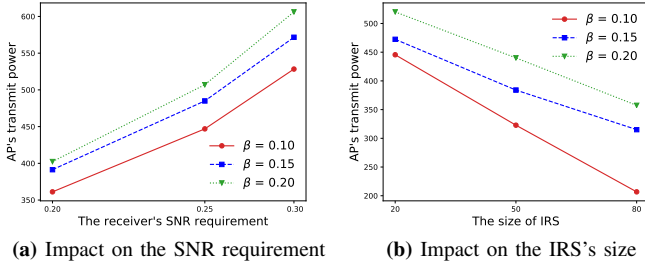 600
550
500
450
400
350
AP's transmit power
β = 0.10
β = 0.15
β = 0.20
0.20 0.25 0.30
The receiver's SNR requirement
(a) Impact on the SNR requirement
500
450
400
350
300
250
200
AP's transmit power
β = 0.10
β = 0.15
β = 0.20
20 50 80
The size of IRS
(b) Impact on the IRS's size